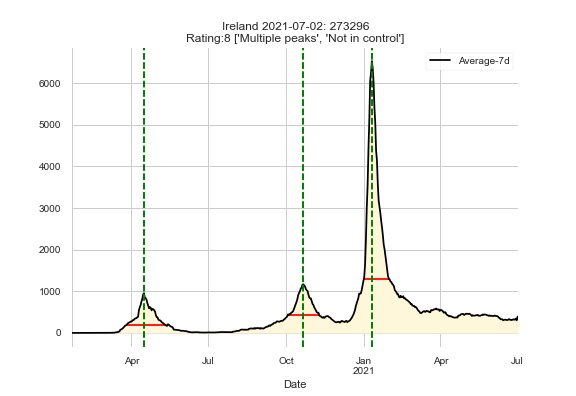 Ireland 2021-07-02: 273296
Rating:8 ['Multiple peaks', 'Not in control']
Average-7d
6000
5000
4000
3000
2000
1000
0
Apr Jul Oct Jan Apr Jul
2021
Date